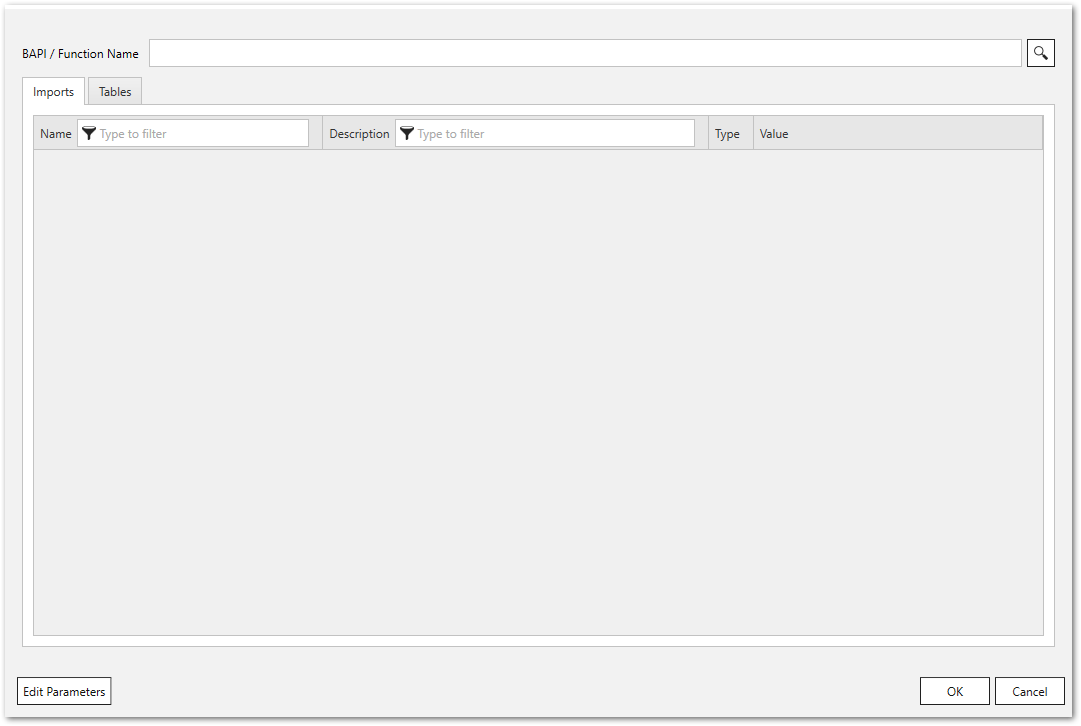 BAPI / Function Name
Imports Tables
Name Type to filter Description Type to filter Type Value
Edit Parameters OK Cancel